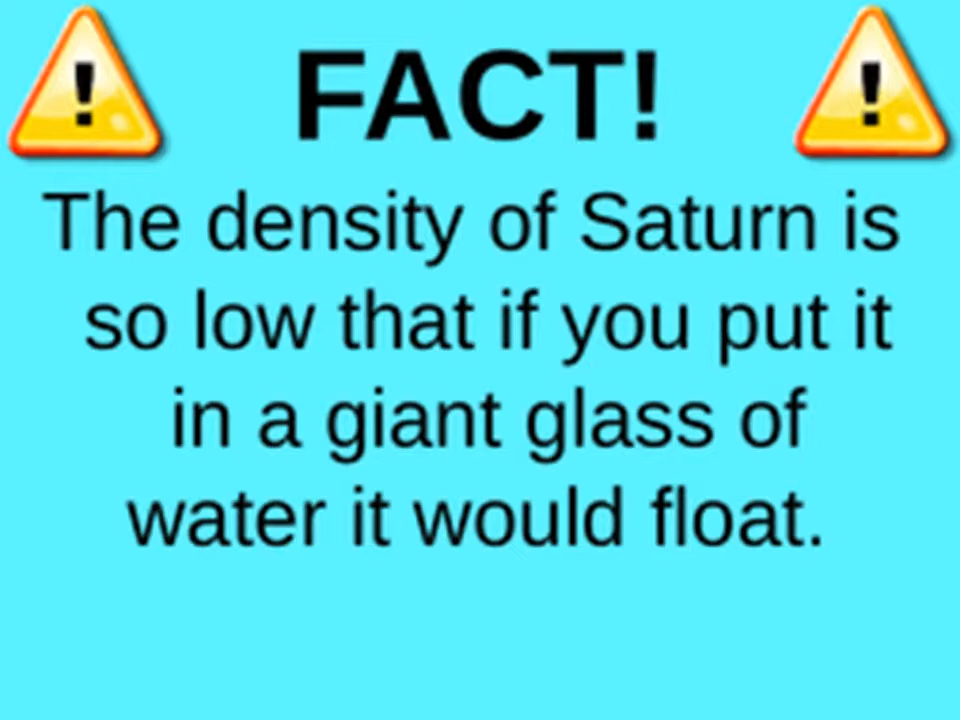 FACT!
The density of Saturn is
so low that if you put it
in a giant glass of
water it would float.